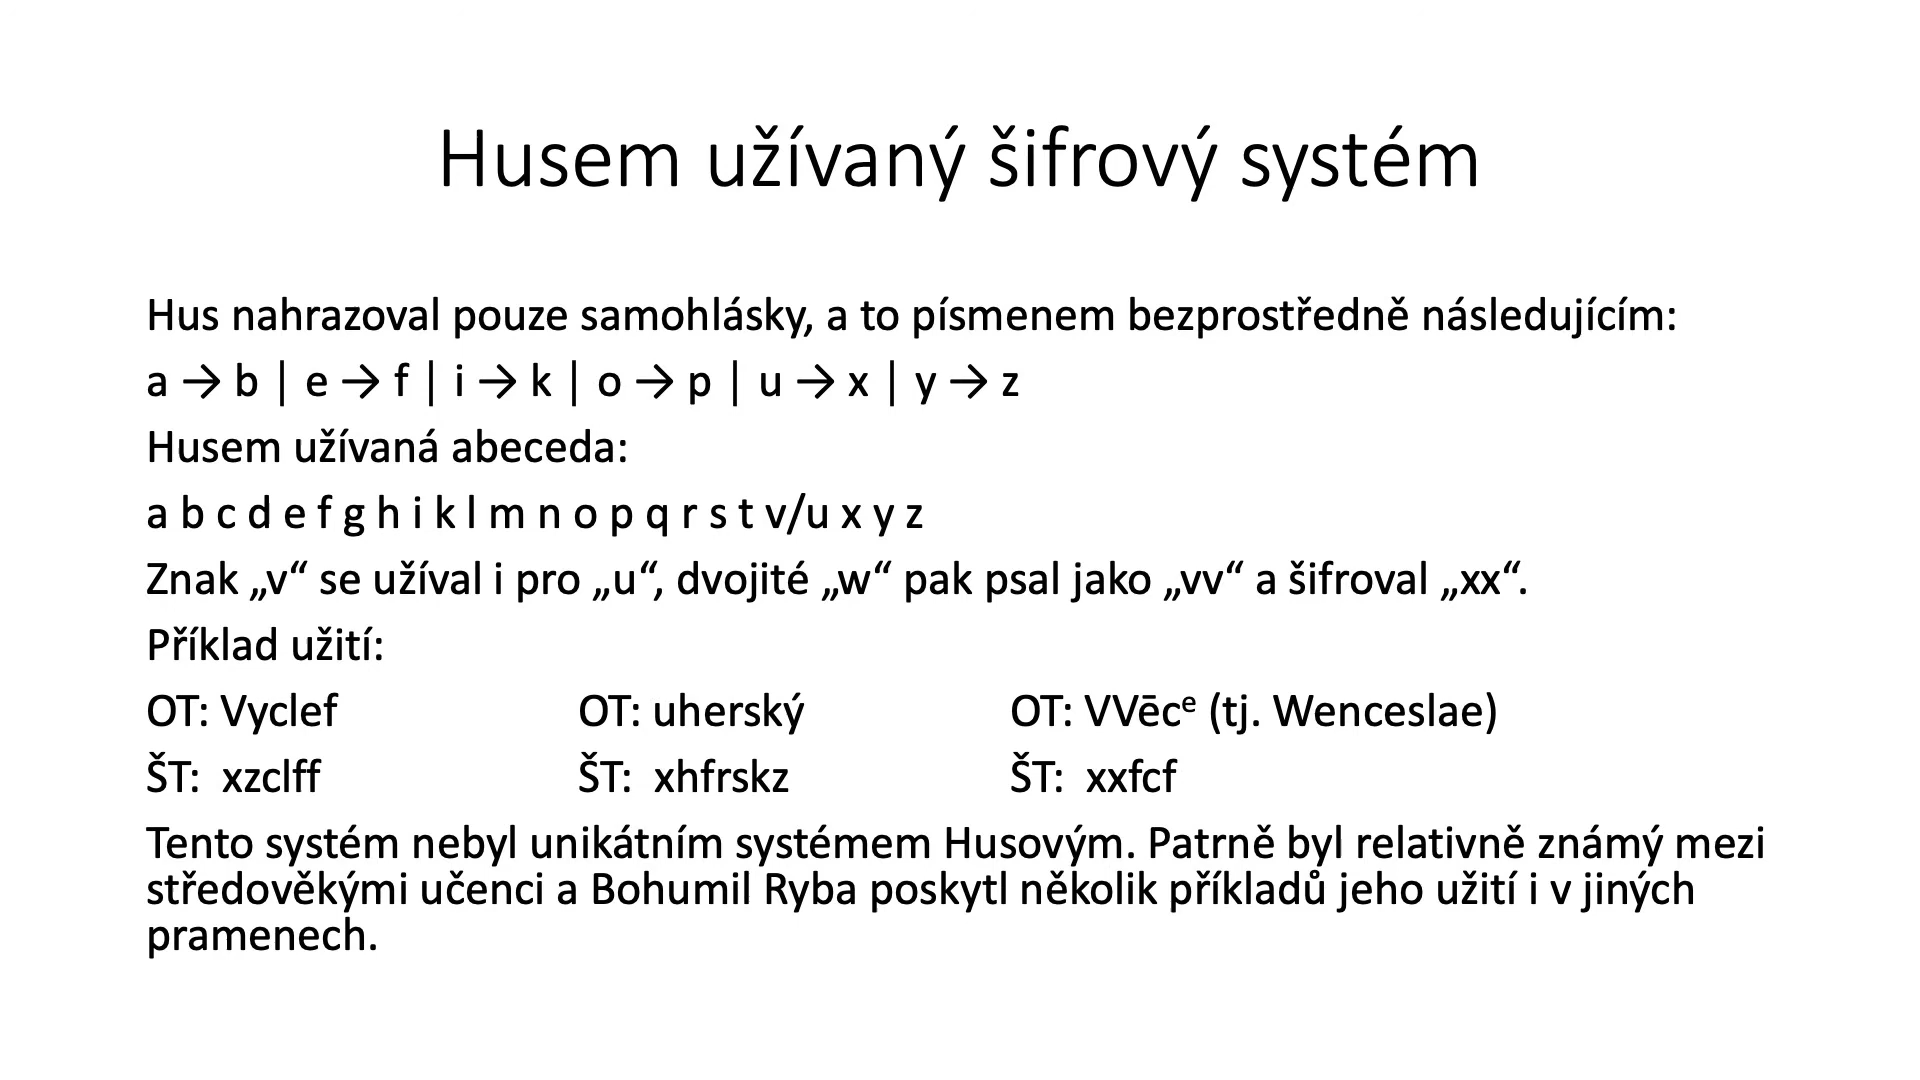 Husem užívaný šifrový systém
Hus nahrazoval pouze samohlásky, a to písmenem bezprostředně následujícím:
a → b | e → f | i → k | o → p | u → x | y → z
Husem užívaná abeceda:
a b c d e f g h i k l m n o p q r s t v/u x y z
Znak „v“ se užíval i pro „u“, dvojité „w“ pak psal jako „vv“ a šifroval „xx“.
Příklad užití:
OT: Vyclef OT: uherský OT: VVēcᵉ (tj. Wenceslae)
ŠT: xzclff ŠT: xhfrskz ŠT: xxfcf
Tento systém nebyl unikátním systémem Husovým. Patrně byl relativně známý mezi
středověkými učenci a Bohumil Ryba poskytl několik příkladů jeho užití i v jiných
pramenech.